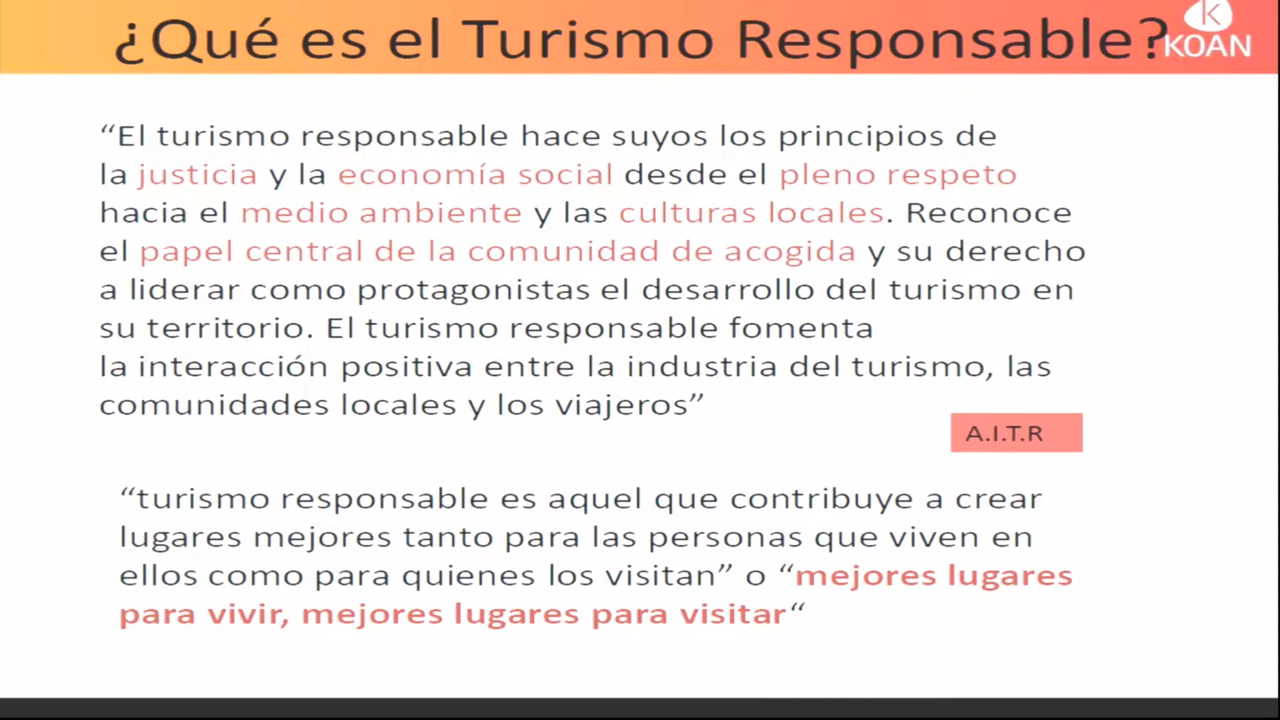 ¿Qué es el Turismo Responsable?
K
KOAN
“El turismo responsable hace suyos los principios de
la justicia y la economía social desde el pleno respeto
hacia el medio ambiente y las culturas locales. Reconoce
el papel central de la comunidad de acogida y su derecho
a liderar como protagonistas el desarrollo del turismo en
su territorio. El turismo responsable fomenta
la interacción positiva entre la industria del turismo, las
comunidades locales y los viajeros”
A.I.T.R
“turismo responsable es aquel que contribuye a crear
lugares mejores tanto para las personas que viven en
ellos como para quienes los visitan” o “mejores lugares
para vivir, mejores lugares para visitar“